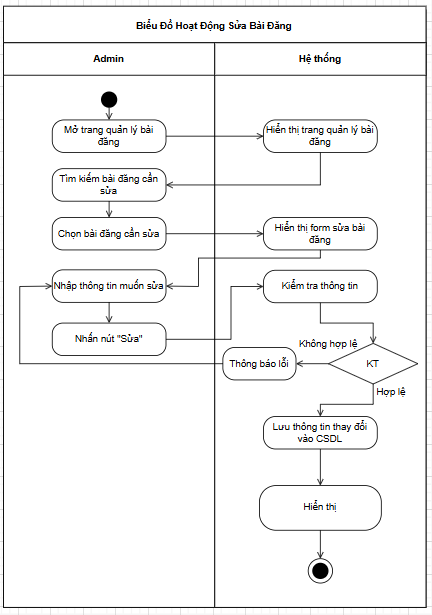 Biểu Đồ Hoạt Động Sửa Bài Đăng
Admin
Hệ thống
Mở trang quản lý bài
đăng
Hiển thị trang quản lý bài
đăng
Tìm kiếm bài đăng cần
sửa
Chọn bài đăng cần sửa
Hiển thị form sửa bài
đăng
Nhập thông tin muốn sửa
Kiểm tra thông tin
Nhấn nút "Sửa"
Không hợp lệ
Thông báo lỗi
KT
Hợp lệ
Lưu thông tin thay đổi
vào CSDL
Hiển thị